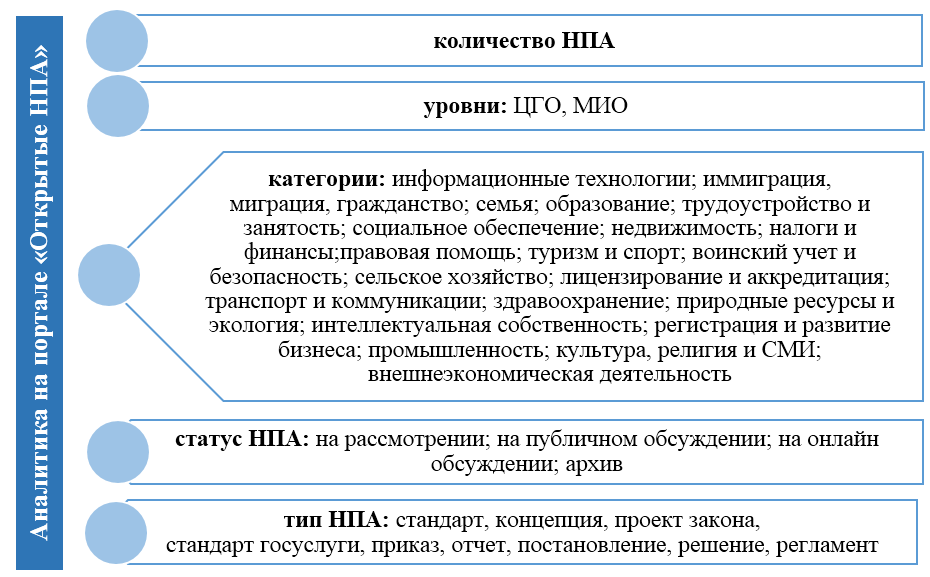 Аналитика на портале «Открытые НПА»
количество НПА
уровни: ЦГО, МИО
категории: информационные технологии; иммиграция,
миграция, гражданство; семья; образование; трудоустройство и
занятость; социальное обеспечение; недвижимость; налоги и
финансы;правовая помощь; туризм и спорт; воинский учет и
безопасность; сельское хозяйство; лицензирование и аккредитация;
транспорт и коммуникации; здравоохранение; природные ресурсы и
экология; интеллектуальная собственность; регистрация и развитие
бизнеса; промышленность; культура, религия и СМИ;
внешнеэкономическая деятельность
статус НПА: на рассмотрении; на публичном обсуждении; на онлайн
обсуждении; архив
тип НПА: стандарт, концепция, проект закона,
стандарт госуслуги, приказ, отчет, постановление, решение, регламент